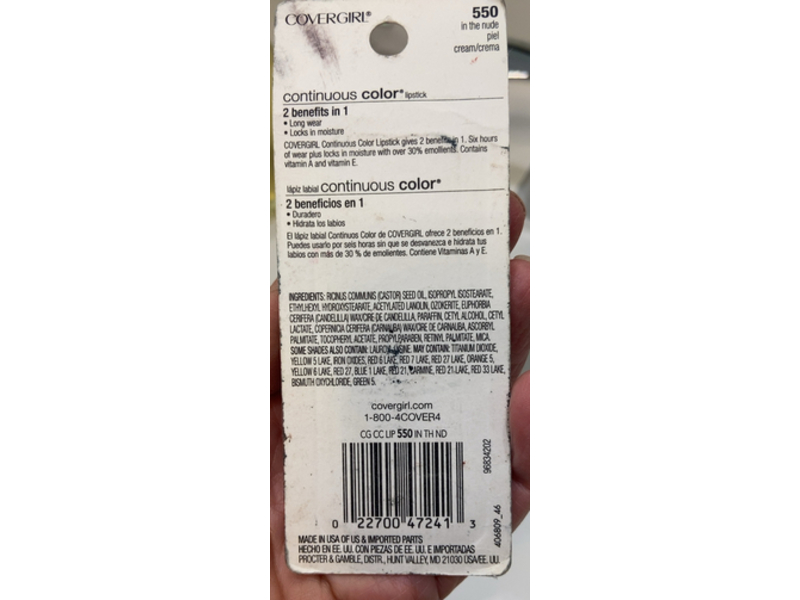 COVERGIRL®
550
in the nude
piel
cream/crema
continuous color® lipstick
2 benefits in 1
• Long wear
• Locks in moisture
COVERGIRL Continuous Color Lipstick gives 2 benefits in 1. Six hours
of wear plus locks in moisture with over 30% emollients. Contains
vitamin A and vitamin E.
lápiz labial continuous color®
2 beneficios en 1
• Duradero
• Hidrata los labios
El lápiz labial Continuos Color de COVERGIRL ofrece 2 beneficios en 1.
Puedes usarlo por seis horas sin que se desvanezca e hidrata tus
labios con más de 30 % de emolientes. Contiene Vitaminas A y E.
INGREDIENTS: RICINUS COMMUNIS (CASTOR) SEED OIL, ISOPROPYL ISOSTEARATE,
ETHYLHEXYL HYDROXYSTEARATE, ACETYLATED LANOLIN, OZOKERITE, EUPHORBIA
CERIFERA (CANDELILLA) WAX/CIRE DE CANDELILLA, PARAFFIN, CETYL ALCOHOL, CETYL
LACTATE, COPERNICIA CERIFERA (CARNAUBA) WAX/CIRE DE CARNAUBA, ASCORBYL
PALMITATE, TOCOPHERYL ACETATE, PROPYLPARABEN, RETINYL PALMITATE, MICA.
SOME SHADES ALSO CONTAIN: LAUROYL LYSINE. MAY CONTAIN: TITANIUM DIOXIDE,
YELLOW 5 LAKE, IRON OXIDES, RED 6 LAKE, RED 7 LAKE, RED 27 LAKE, ORANGE 5,
YELLOW 6 LAKE, RED 27, BLUE 1 LAKE, RED 21, CARMINE, RED 21 LAKE, RED 33 LAKE,
BISMUTH OXYCHLORIDE, GREEN 5.
covergirl.com
1-800-4COVER4
CG CC LIP 550 IN TH ND
96834202
0 22700 47241 3
406809_46
MADE IN USA OF US & IMPORTED PARTS
HECHO EN EE. UU. CON PIEZAS DE EE. UU. E IMPORTADAS
PROCTER & GAMBLE, DISTR., HUNT VALLEY, MD 21030 USA/EE. UU.